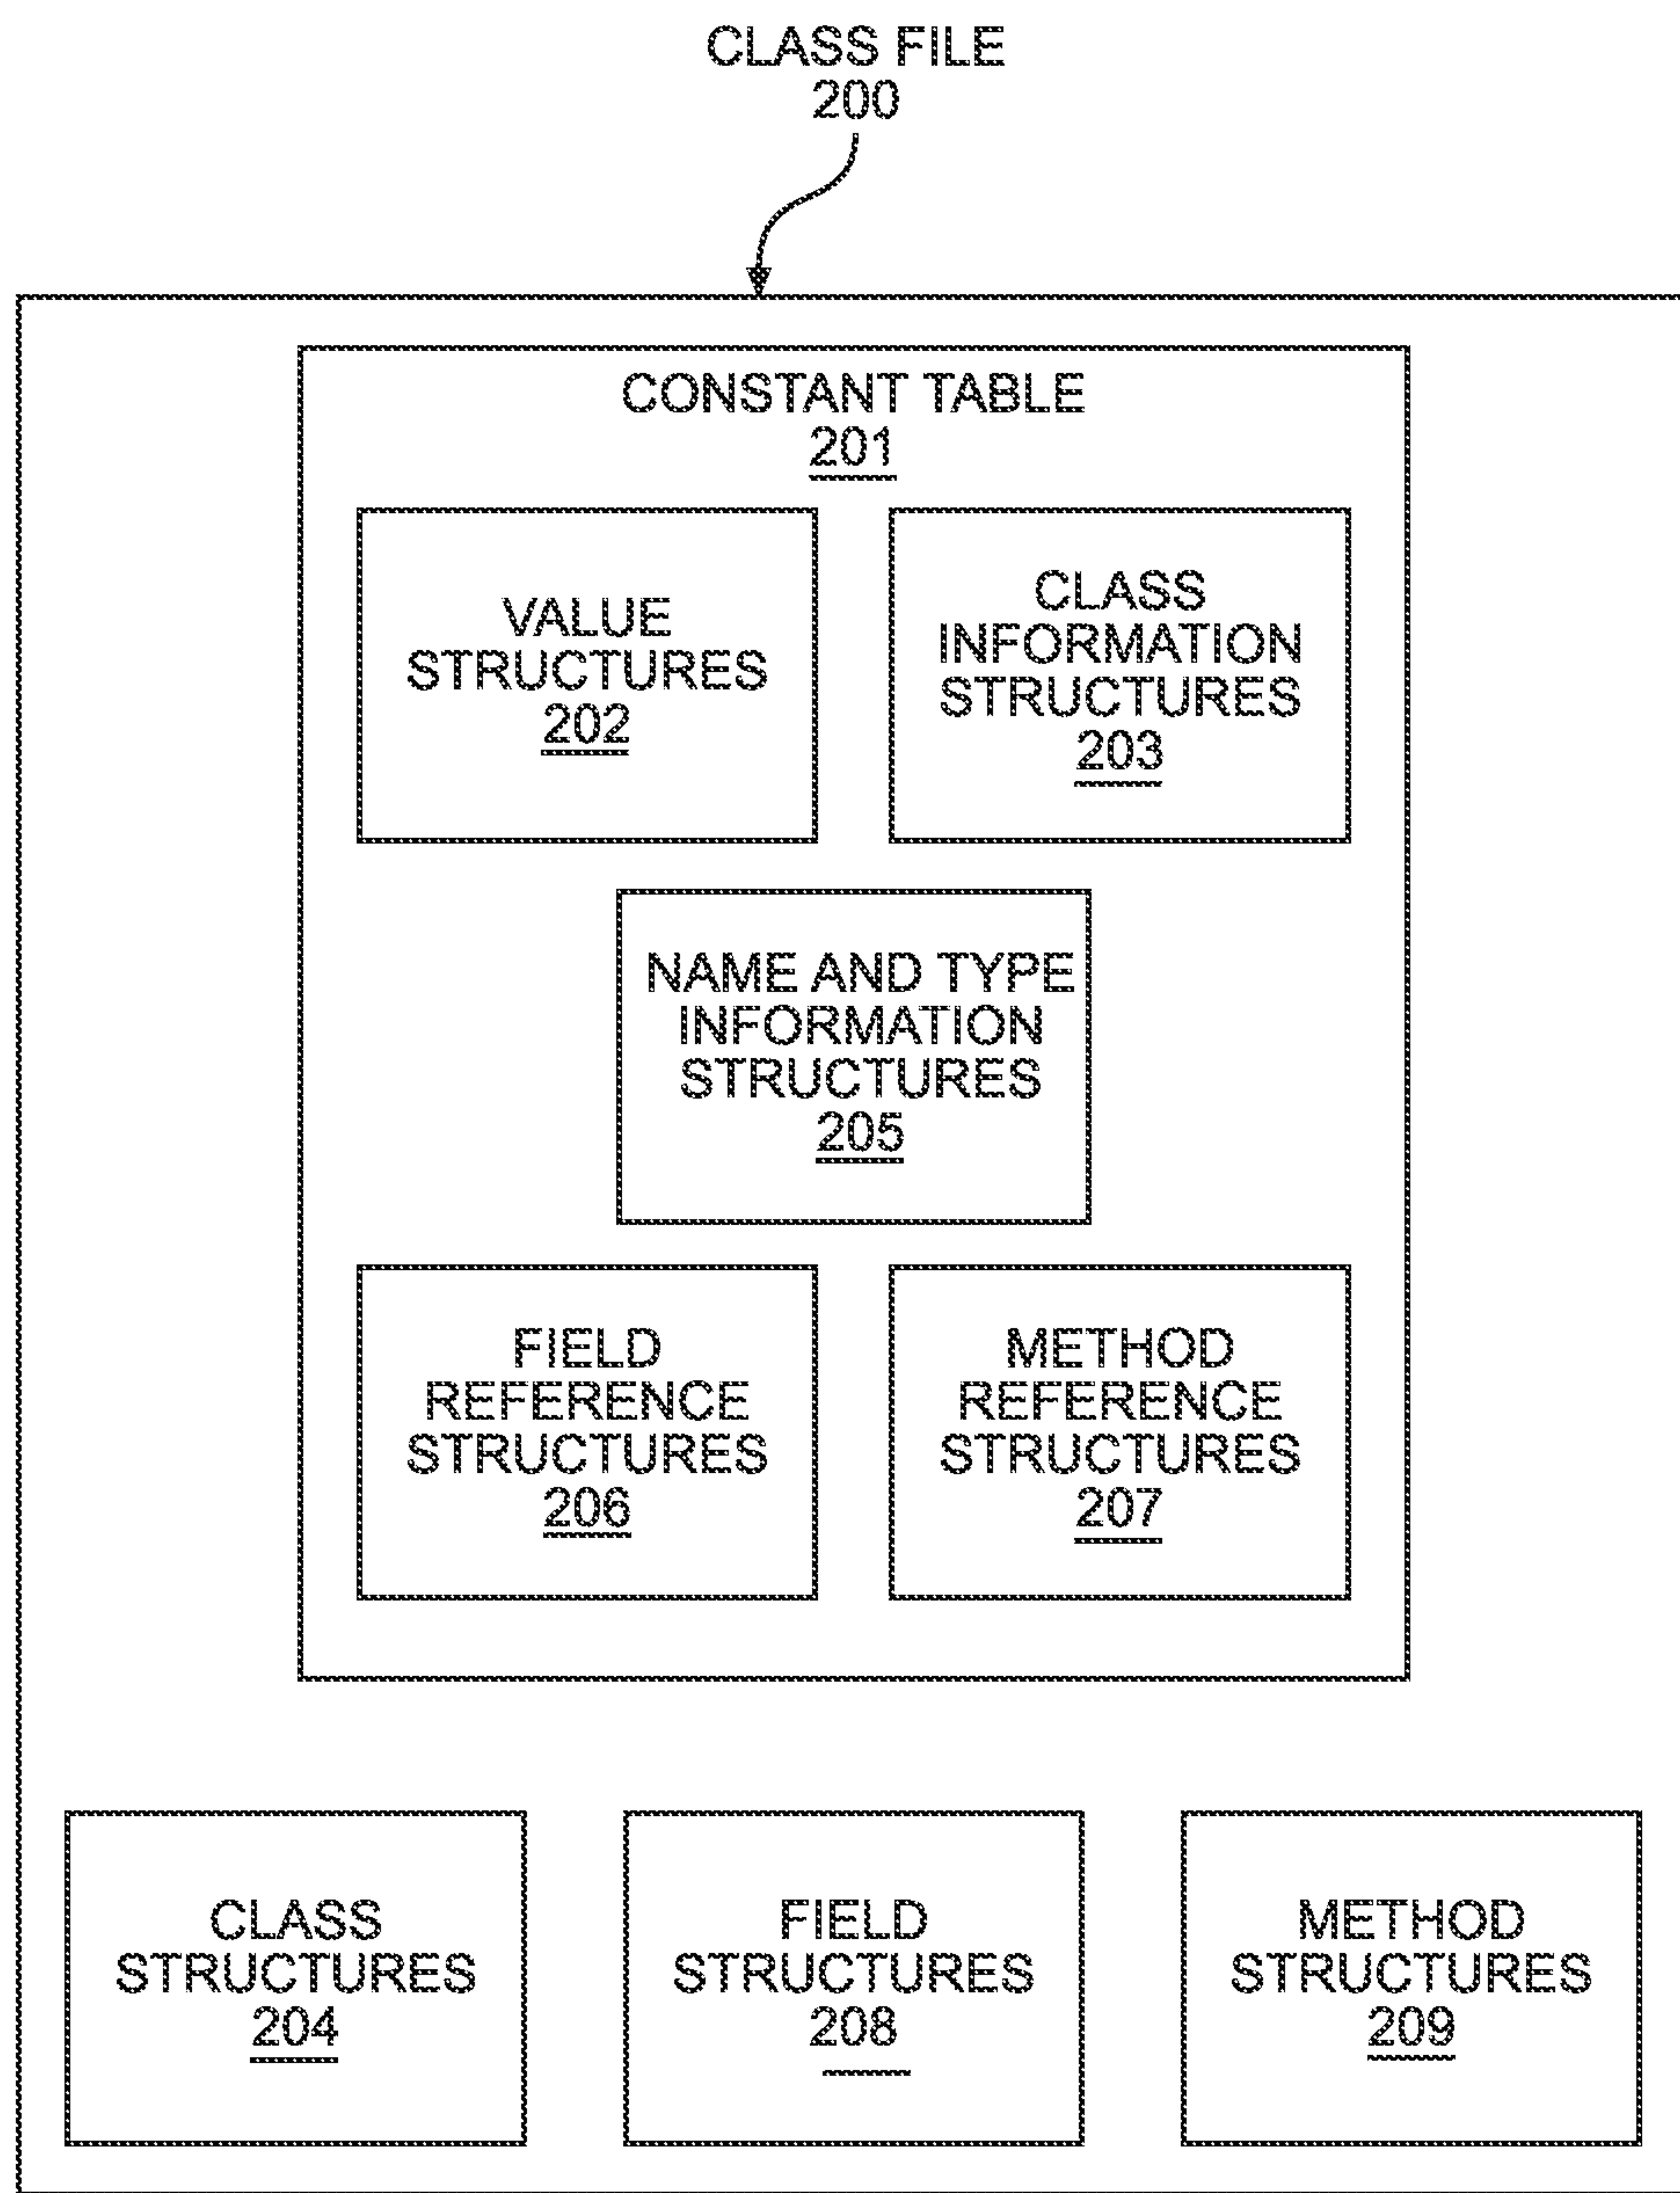 CLASS FILE
200
CONSTANT TABLE
201
VALUE
STRUCTURES
202
CLASS
INFORMATION
STRUCTURES
203
NAME AND TYPE
INFORMATION
STRUCTURES
205
FIELD
REFERENCE
STRUCTURES
206
METHOD
REFERENCE
STRUCTURES
207
CLASS
STRUCTURES
204
FIELD
STRUCTURES
208
METHOD
STRUCTURES
209